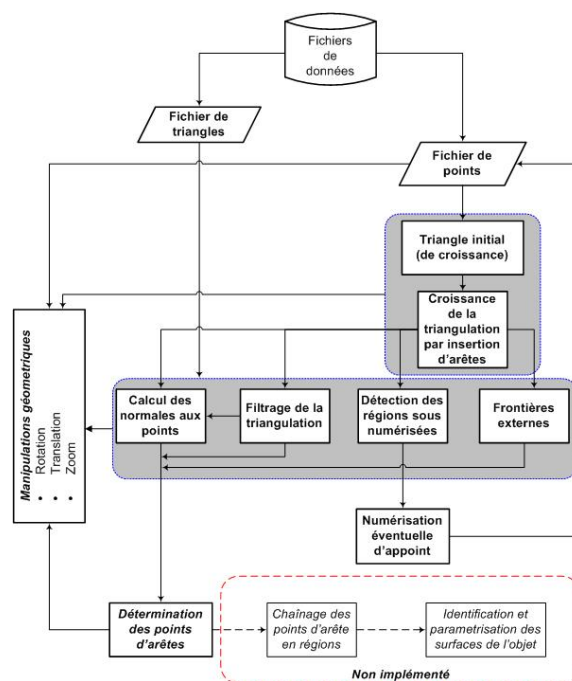 Fichiers
de
données
Fichier de
triangles
Fichier de
points
Triangle initial
(de croissance)
Croissance
de la
triangulation
par insertion
d'arêtes
Manipulations géometriques
• Rotation
• Translation
• Zoom
Calcul des
normales aux
points
Filtrage de la
triangulation
Détection des
régions sous
numérisées
Frontières
externes
Numérisation
éventuelle
d'appoint
Détermination
des points
d'arêtes
Chaînage des
points d'arête
en régions
Identification et
parametrisation des
surfaces de l'objet
Non implémenté